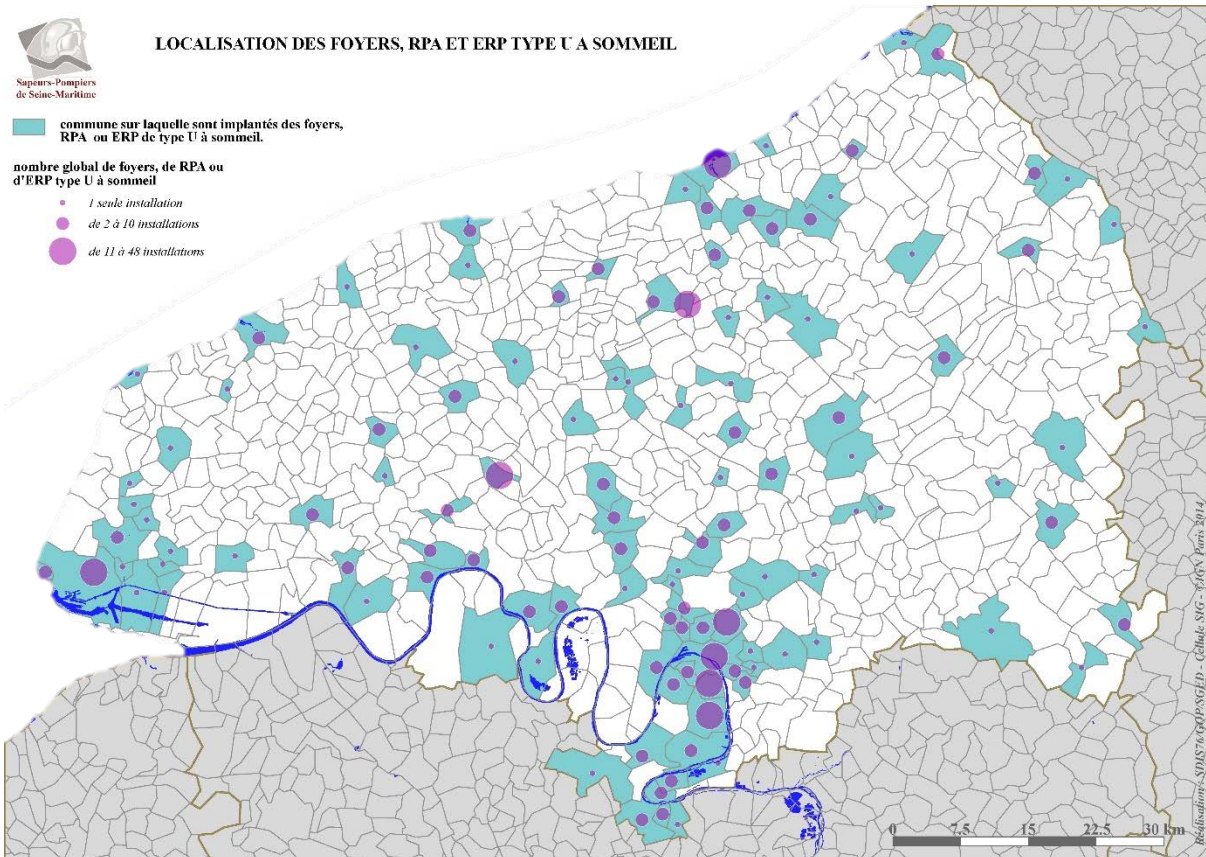 LOCALISATION DES FOYERS, RPA ET ERP TYPE U A SOMMEIL
Sapeurs-Pompiers
de Seine-Maritime
commune sur laquelle sont implantés des foyers,
RPA ou ERP de type U à sommeil.
nombre global de foyers, de RPA ou
d'ERP type U à sommeil
1 seule installation
de 2 à 10 installations
de 11 à 48 installations
0 7.5 15 22.5 30 km
Réalisation : SDIS76/GOP/SGED - Cellule SIG - © IGN Paris 2014